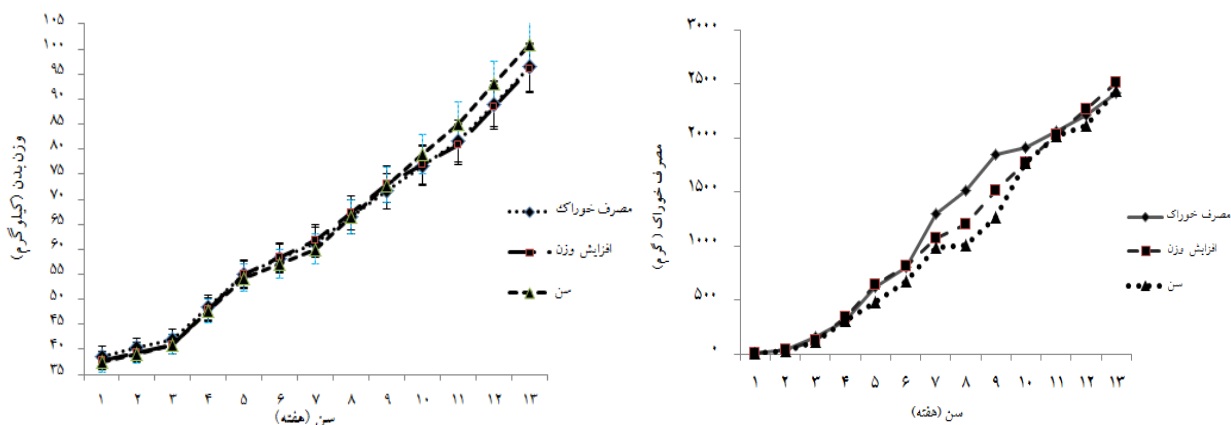 ۱۰۵
۱۰۰
۹۵
۹۰
۸۵
۸۰
۷۵
۷۰
۶۵
۶۰
۵۵
۵۰
۴۵
۴۰
۳۵
وزن بدن (کیلوگرم)
۱ ۲ ۳ ۴ ۵ ۶ ۷ ۸ ۹ ۱۰ ۱۱ ۱۲ ۱۳
سن (هفته)
مصرف خوراک
افزایش وزن
سن
۳۰۰۰
۲۵۰۰
۲۰۰۰
۱۵۰۰
۱۰۰۰
۵۰۰
۰
مصرف خوراک (گرم)
۱ ۲ ۳ ۴ ۵ ۶ ۷ ۸ ۹ ۱۰ ۱۱ ۱۲ ۱۳
سن (هفته)
مصرف خوراک
افزایش وزن
سن